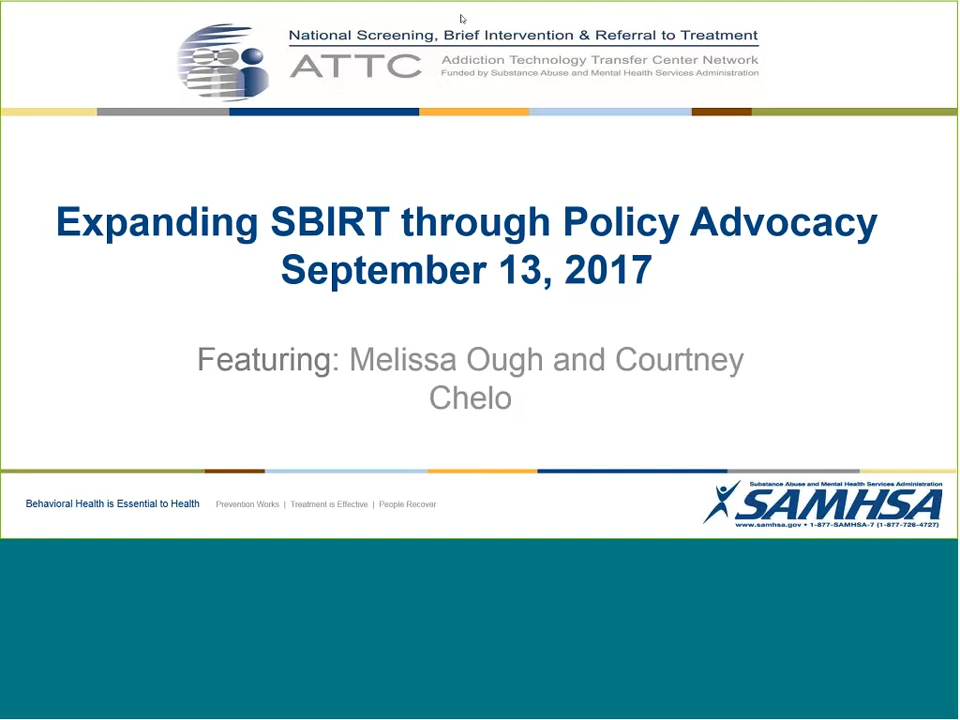 National Screening, Brief Intervention & Referral to Treatment
ATTC
Addiction Technology Transfer Center Network
Funded by Substance Abuse and Mental Health Services Administration
Expanding SBIRT through Policy Advocacy
September 13, 2017
Featuring: Melissa Ough and Courtney
Chelo
Behavioral Health is Essential to Health
Prevention Works | Treatment is Effective | People Recover
Substance Abuse and Mental Health Services Administration
SAMHSA
www.samhsa.gov • 1-877-SAMHSA-7 (1-877-726-4727)